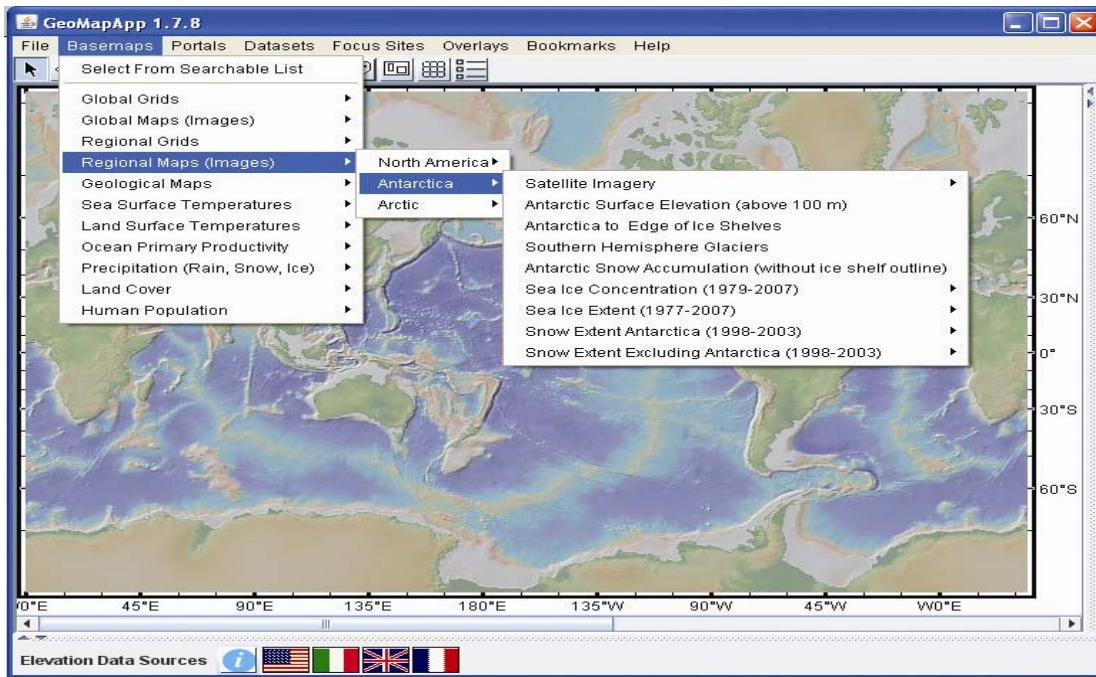 GeoMapApp 1.7.8
File Basemaps Portals Datasets Focus Sites Overlays Bookmarks Help
Select From Searchable List
Global Grids
Global Maps (Images)
Regional Grids
Regional Maps (Images)
Geological Maps
Sea Surface Temperatures
Land Surface Temperatures
Ocean Primary Productivity
Precipitation (Rain, Snow, Ice)
Land Cover
Human Population
North America
Antarctica
Arctic
Satellite Imagery
Antarctic Surface Elevation (above 100 m)
Antarctica to Edge of Ice Shelves
Southern Hemisphere Glaciers
Antarctic Snow Accumulation (without ice shelf outline)
Sea Ice Concentration (1979-2007)
Sea Ice Extent (1977-2007)
Snow Extent Antarctica (1998-2003)
Snow Extent Excluding Antarctica (1998-2003)
60°N
30°N
0°
30°S
60°S
45°E 90°E 135°E 180°E 135°W 90°W 45°W W0°E
Elevation Data Sources i